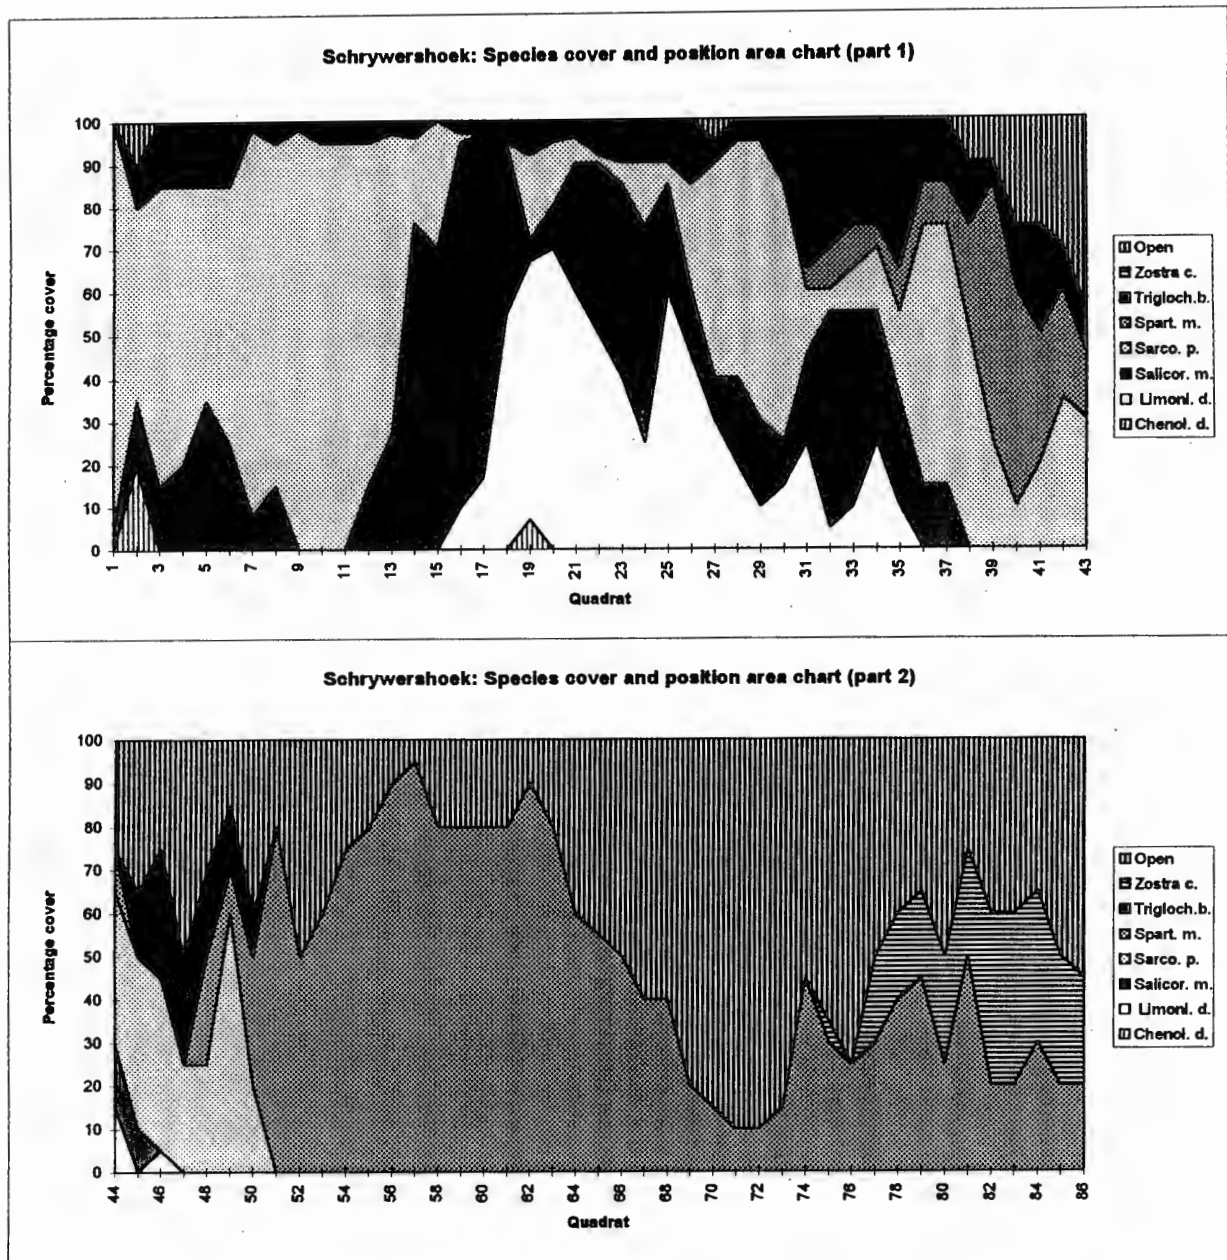 Schrywershoek: Species cover and position area chart (part 1)
100
90
80
70
60
50
40
30
20
10
0
Percentage cover
1 3 5 7 9 11 13 15 17 19 21 23 25 27 29 31 33 35 37 39 41 43
Quadrat
Open
Zostra c.
Trigloch.b.
Spart. m.
Sarco. p.
Salicor. m.
Limoni. d.
Chenol. d.
Schrywershoek: Species cover and position area chart (part 2)
100
90
80
70
60
50
40
30
20
10
0
Percentage cover
44 46 48 50 52 54 56 58 60 62 64 66 68 70 72 74 76 78 80 82 84 86
Quadrat
Open
Zostra c.
Trigloch.b.
Spart. m.
Sarco. p.
Salicor. m.
Limoni. d.
Chenol. d.